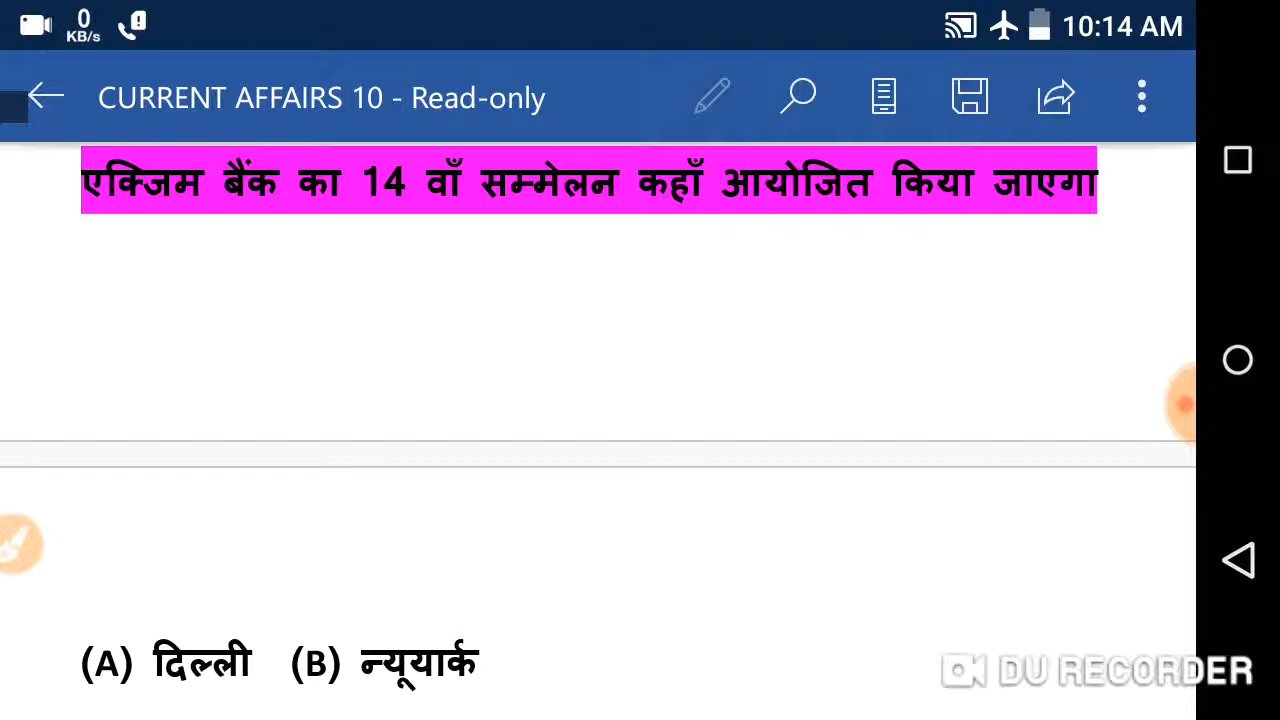 0
KB/s
10:14 AM
CURRENT AFFAIRS 10 - Read-only
एक्जिम बैंक का 14 वाँ सम्मेलन कहाँ आयोजित किया जाएगा
(A) दिल्ली (B) न्यूयार्क
DU RECORDER